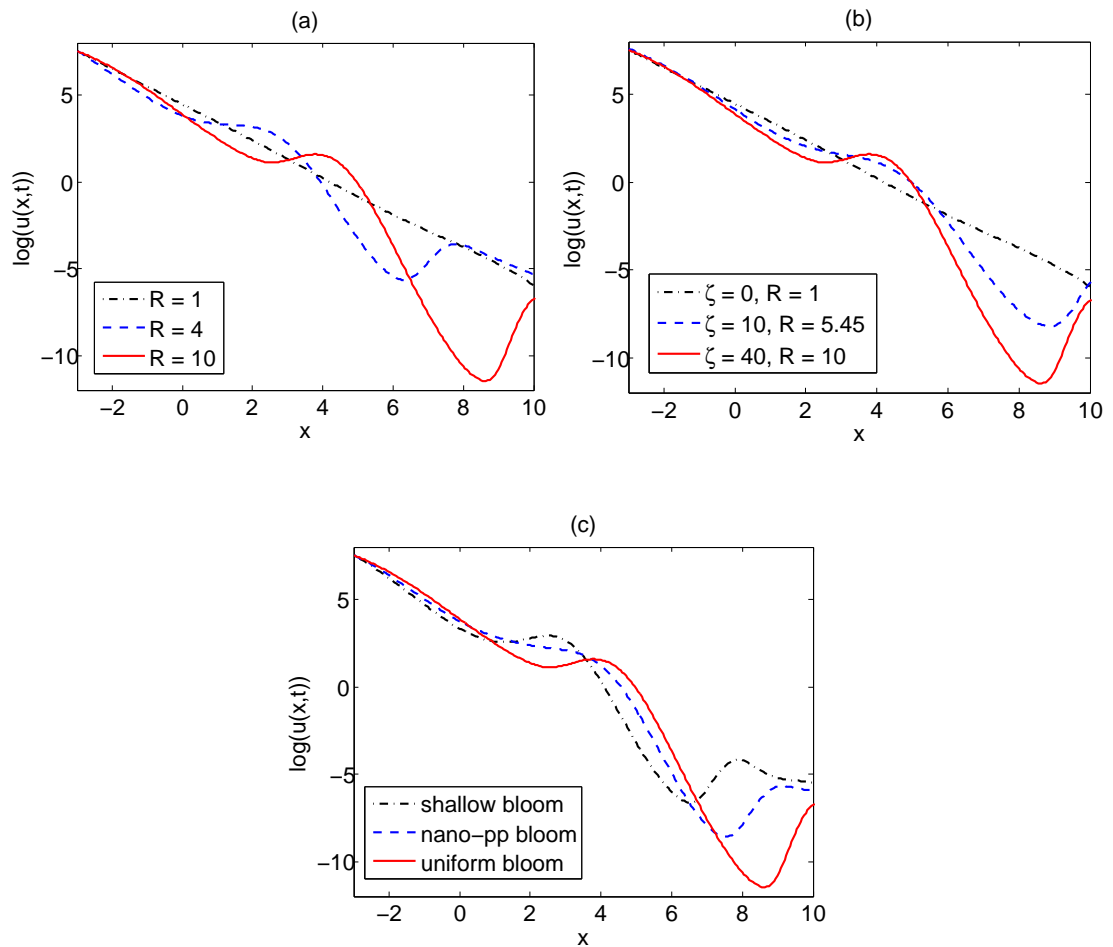 (a)
log(u(x,t))
5
0
−5
−10
−2
0
2
4
6
8
10
x
R = 1
R = 4
R = 10
(b)
log(u(x,t))
5
0
−5
−10
−2
0
2
4
6
8
10
x
ζ = 0, R = 1
ζ = 10, R = 5.45
ζ = 40, R = 10
(c)
log(u(x,t))
5
0
−5
−10
−2
0
2
4
6
8
10
x
shallow bloom
nano−pp bloom
uniform bloom